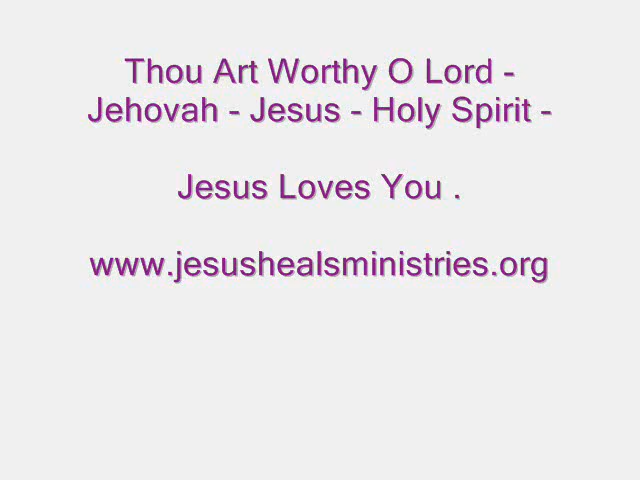 Thou Art Worthy O Lord -
Jehovah - Jesus - Holy Spirit -
Jesus Loves You .
www.jesushealsministries.org